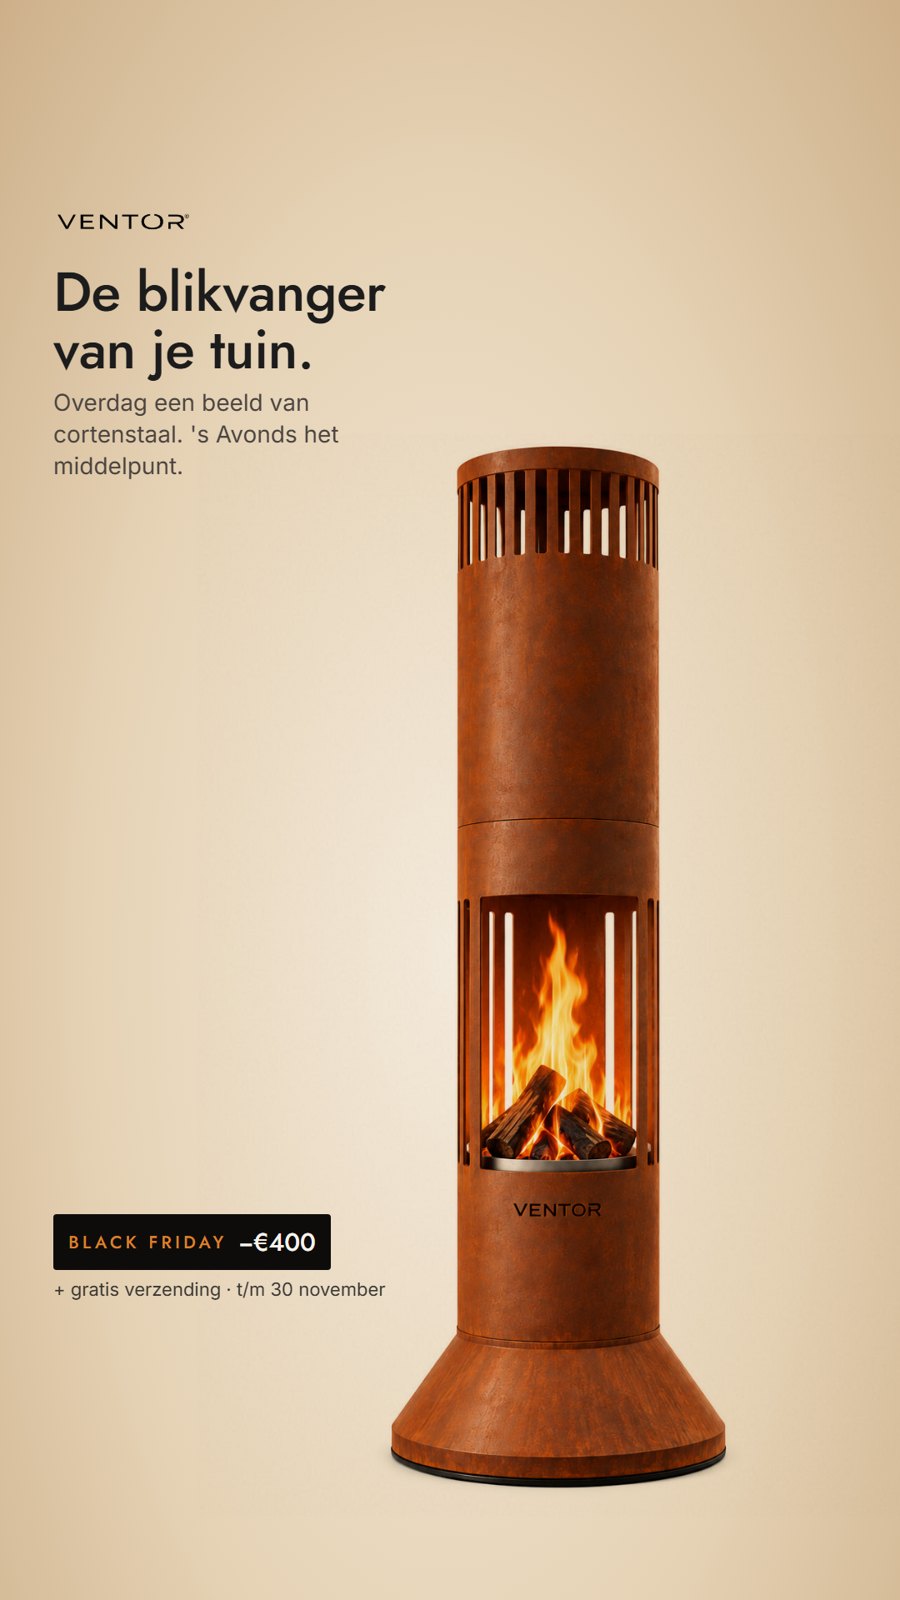 VENTOR®
De blikvanger
van je tuin.
Overdag een beeld van
cortenstaal. 's Avonds het
middelpunt.
VENTOR
BLACK FRIDAY –€400
+ gratis verzending · t/m 30 november